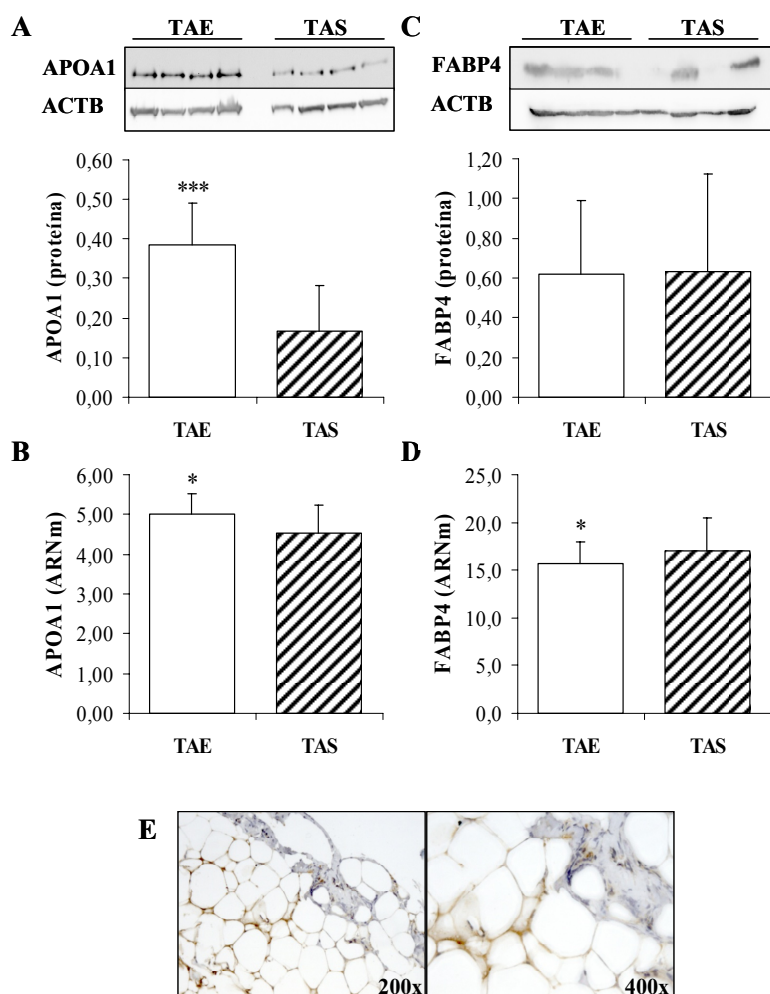 A
TAE TAS
APOA1
ACTB
0,60
0,50
0,40
0,30
0,20
0,10
0,00
APOA1 (proteína)
***
TAE TAS
C
TAE TAS
FABP4
ACTB
1,20
1,00
0,80
0,60
0,40
0,20
0,00
FABP4 (proteína)
TAE TAS
B
6,00
5,00
4,00
3,00
2,00
1,00
0,00
APOA1 (ARNm)
*
TAE TAS
D
25,0
20,0
15,0
10,0
5,0
0,0
FABP4 (ARNm)
*
TAE TAS
E
200x
400x